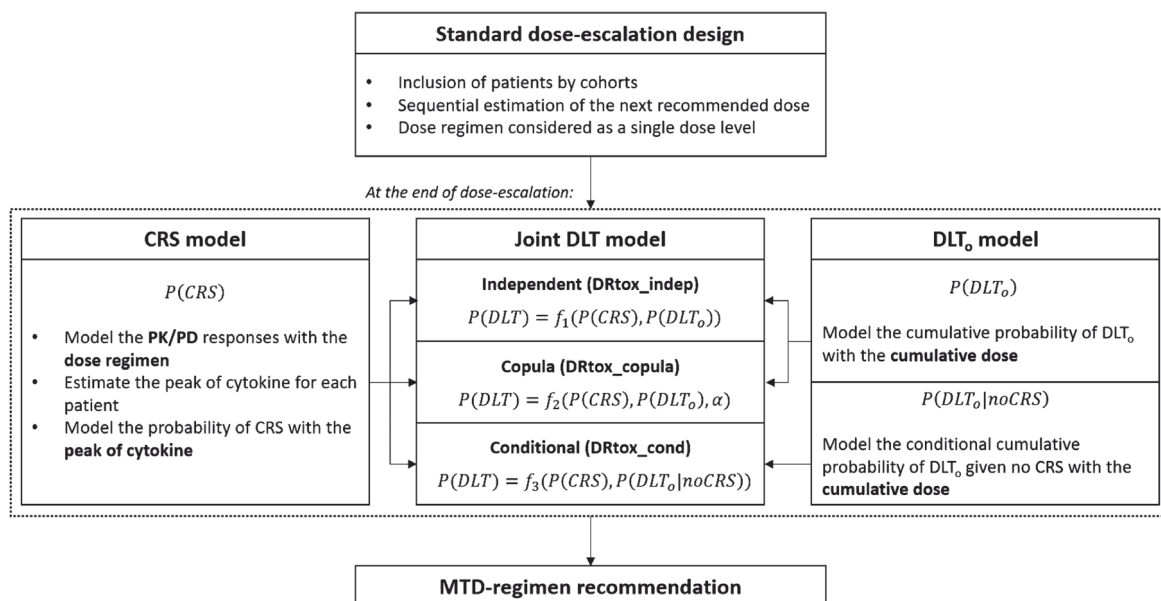 Standard dose-escalation design
• Inclusion of patients by cohorts
• Sequential estimation of the next recommended dose
• Dose regimen considered as a single dose level
At the end of dose-escalation:
CRS model
P(CRS)
• Model the PK/PD responses with the
dose regimen
• Estimate the peak of cytokine for each
patient
• Model the probability of CRS with the
peak of cytokine
Joint DLT model
Independent (DRtox_indep)
P(DLT) = f₁(P(CRS), P(DLTₒ))
Copula (DRtox_copula)
P(DLT) = f₂(P(CRS), P(DLTₒ), α)
Conditional (DRtox_cond)
P(DLT) = f₃(P(CRS), P(DLTₒ|noCRS))
DLTₒ model
P(DLTₒ)
Model the cumulative probability of DLTₒ
with the cumulative dose
P(DLTₒ|noCRS)
Model the conditional cumulative
probability of DLTₒ given no CRS with the
cumulative dose
MTD-regimen recommendation